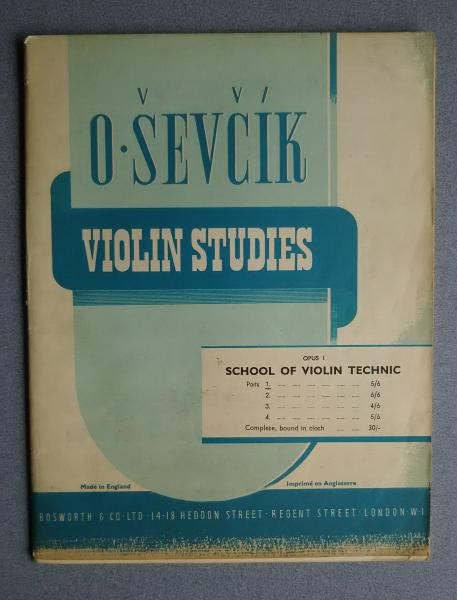 O·ŠEVČÍK
VIOLIN STUDIES
OPUS 1
SCHOOL OF VIOLIN TECHNIC
Parts 1. 5/6
2. 6/6
3. 4/6
4. 5/6
Complete, bound in cloth 30/-
Made in England
Imprimé en Angleterre
BOSWORTH & CO·LTD·14-18 HEDDON STREET·REGENT STREET·LONDON·W·1